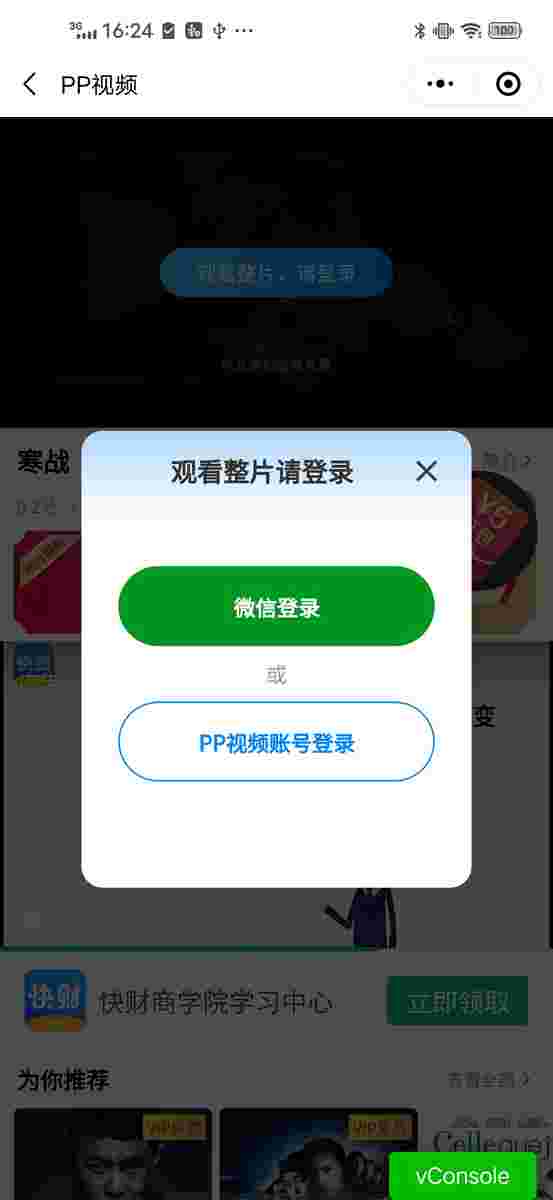 3G 16:24 100
PP视频
观看整片，请登录
寒战
观看整片请登录
微信登录
或
PP视频账号登录
变
快财
快财商学院学习中心
立即领取
为你推荐
查看全部
vConsole